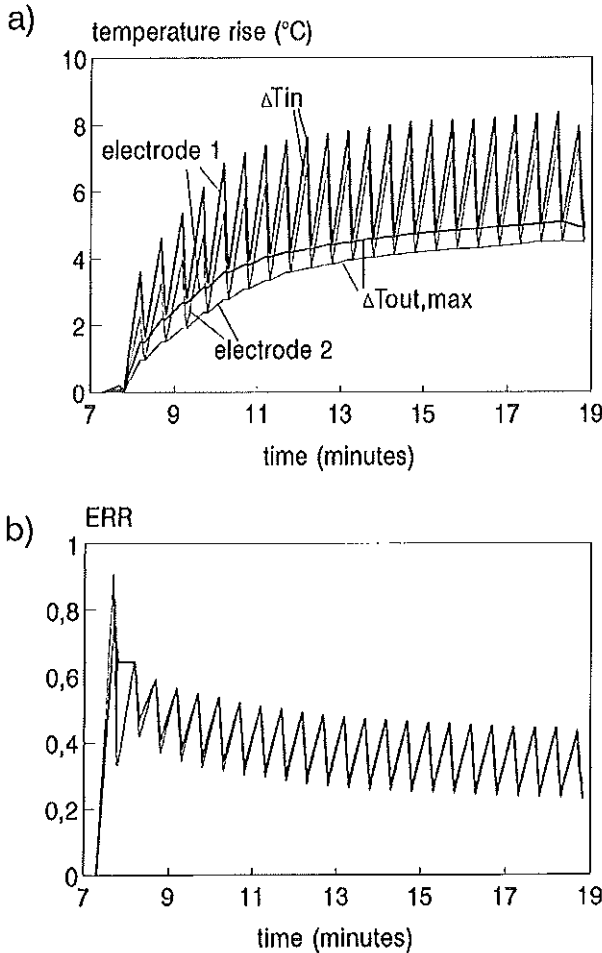 a)
temperature rise (°C)
10
8
6
4
2
0
ΔTin
electrode 1
electrode 2
ΔTout,max
7 9 11 13 15 17 19
time (minutes)
b)
ERR
1
0,8
0,6
0,4
0,2
0
7 9 11 13 15 17 19
time (minutes)